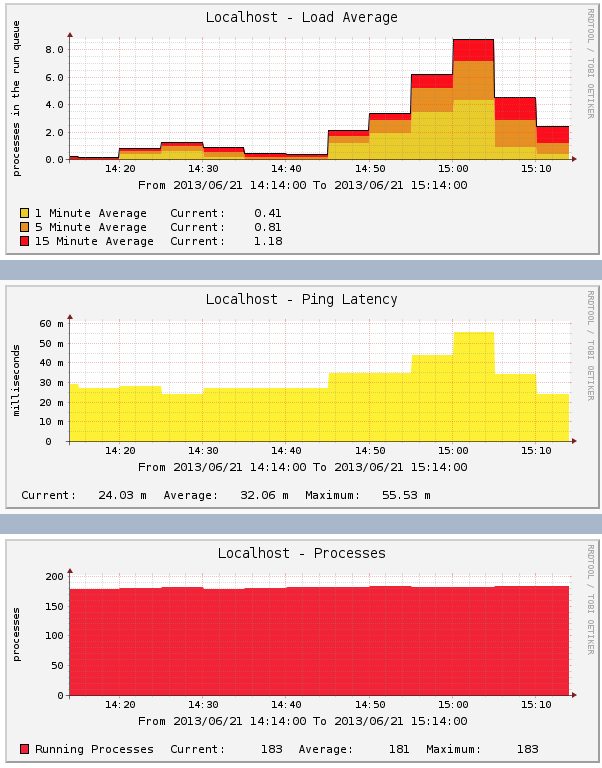 Localhost - Load Average
RRDTOOL / TOBI OETIKER
processes in the run queue
8.0
6.0
4.0
2.0
0.0
14:20 14:30 14:40 14:50 15:00 15:10
From 2013/06/21 14:14:00 To 2013/06/21 15:14:00
1 Minute Average Current: 0.41
5 Minute Average Current: 0.81
15 Minute Average Current: 1.18
Localhost - Ping Latency
RRDTOOL / TOBI OETIKER
milliseconds
60 m
50 m
40 m
30 m
20 m
10 m
0
14:20 14:30 14:40 14:50 15:00 15:10
From 2013/06/21 14:14:00 To 2013/06/21 15:14:00
Current: 24.03 m Average: 32.06 m Maximum: 55.53 m
Localhost - Processes
RRDTOOL / TOBI OETIKER
processes
200
150
100
50
0
14:20 14:30 14:40 14:50 15:00 15:10
From 2013/06/21 14:14:00 To 2013/06/21 15:14:00
Running Processes Current: 183 Average: 181 Maximum: 183